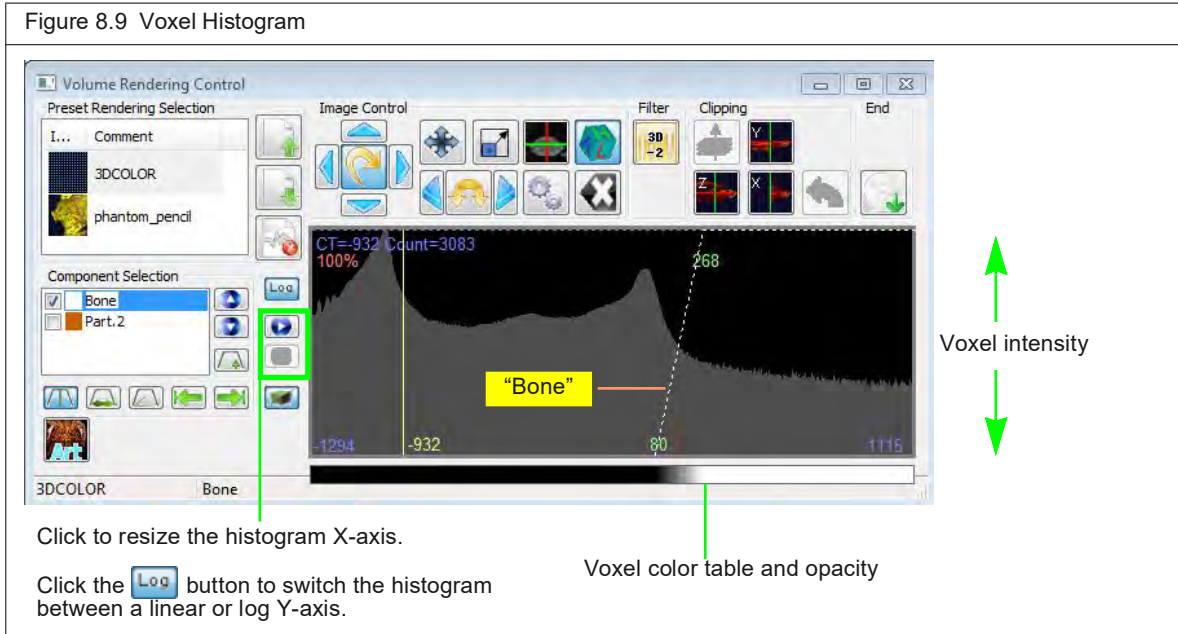 Figure 8.9 Voxel Histogram
Volume Rendering Control
Preset Rendering Selection
I... Comment
3DCOLOR
phantom_pencil
Image Control
Filter
Clipping
End
3D
-2
Y
Z
X
L
CT=-932 Count=3083
100%
268
Component Selection
Bone
Part.2
Log
"Bone"
-1294
-932
80
1115
Art
3DCOLOR Bone
Voxel intensity
Click to resize the histogram X-axis.
Voxel color table and opacity
Click the Log button to switch the histogram
between a linear or log Y-axis.